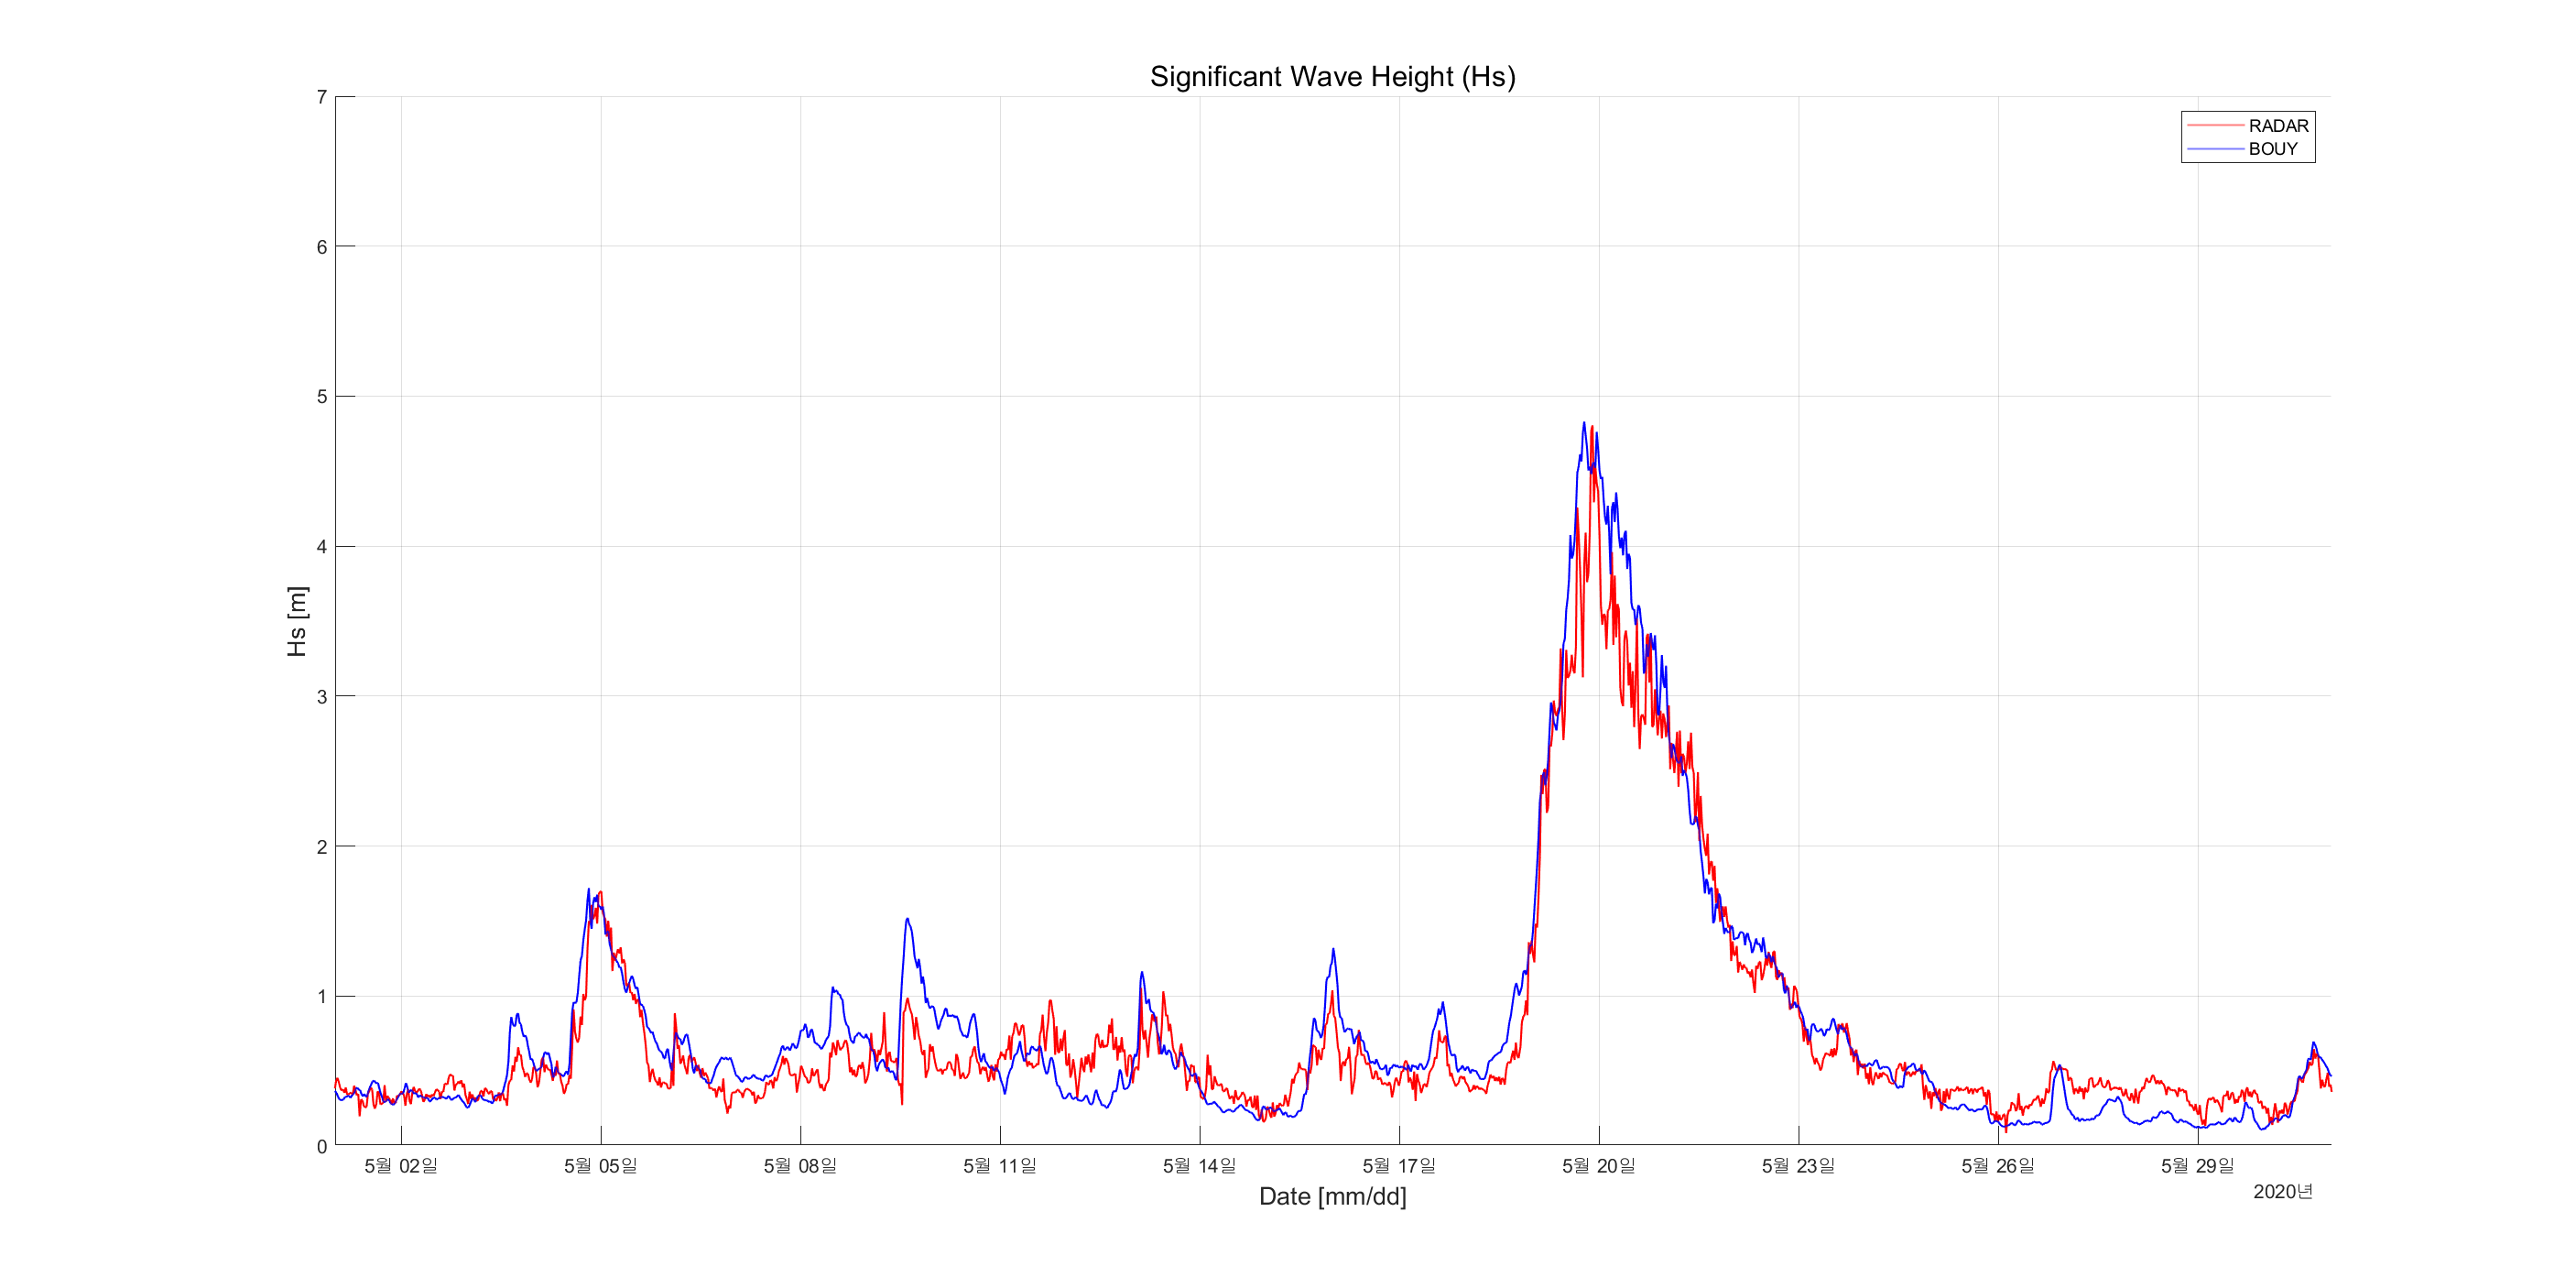 Significant Wave Height (Hs)
RADAR
BOUY
7
6
5
4
3
2
1
0
Hs [m]
5월 02일
5월 05일
5월 08일
5월 11일
5월 14일
5월 17일
5월 20일
5월 23일
5월 26일
5월 29일
2020년
Date [mm/dd]